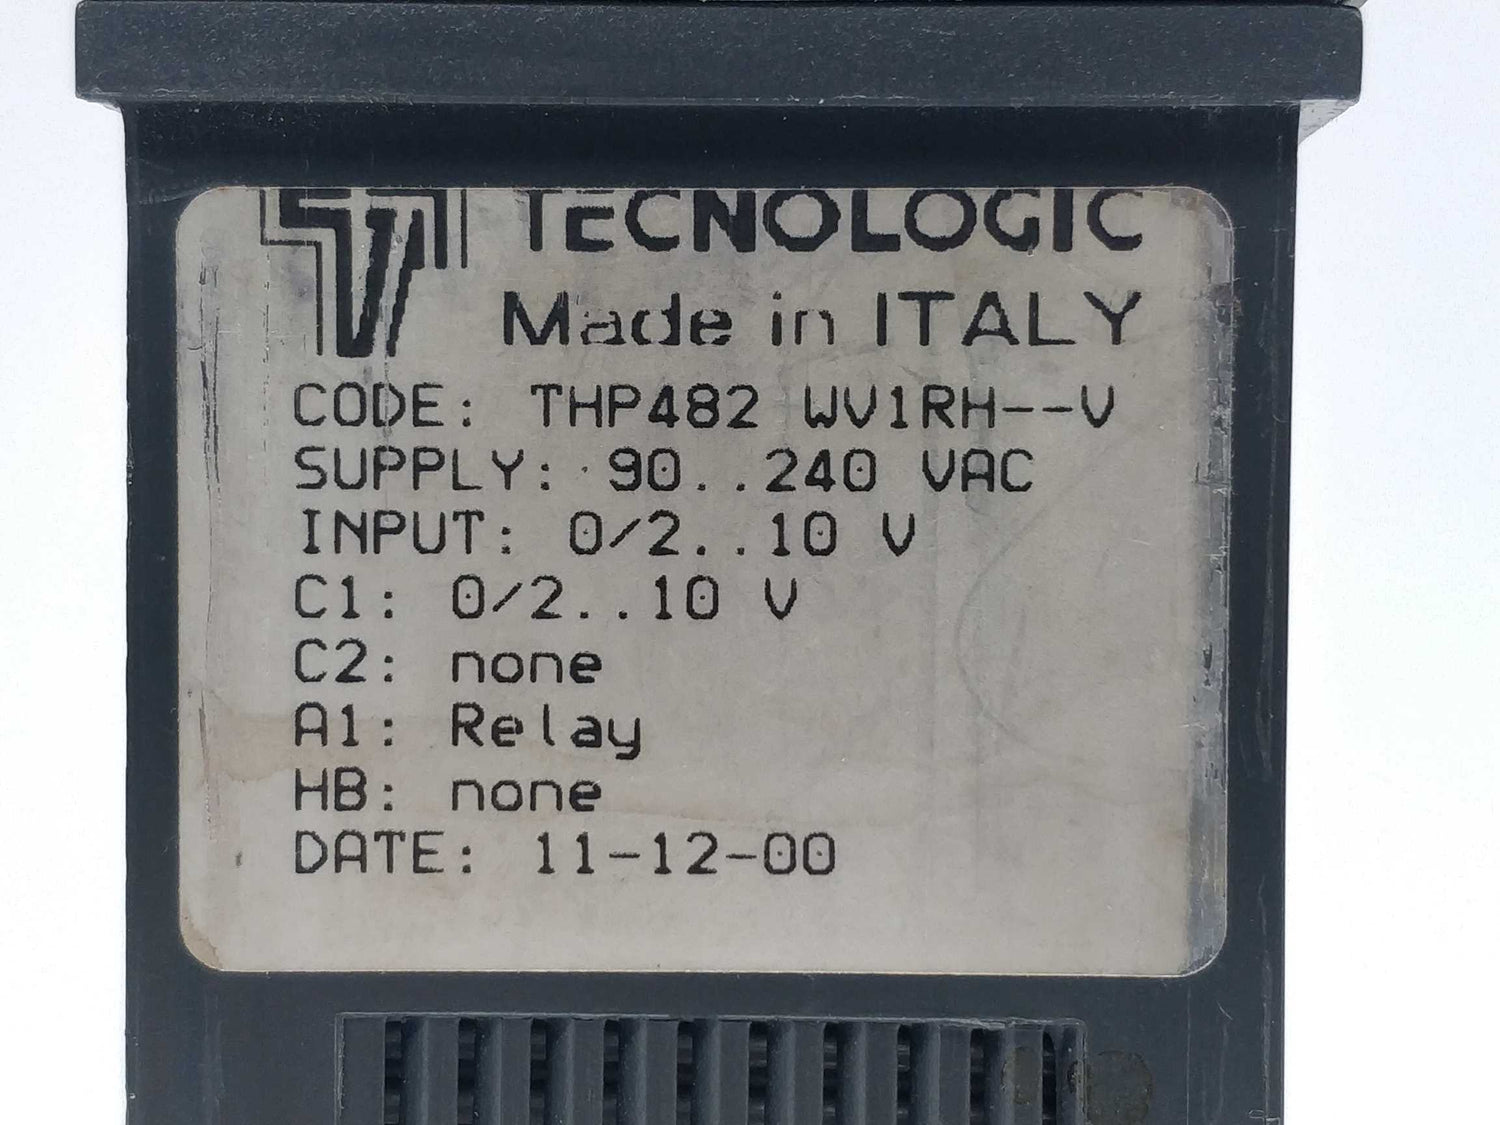 TECNOLOGIC
Made in ITALY
CODE: THP482 WV1RH--V
SUPPLY: 90..240 VAC
INPUT: 0/2..10 V
C1: 0/2..10 V
C2: none
A1: Relay
HB: none
DATE: 11-12-00